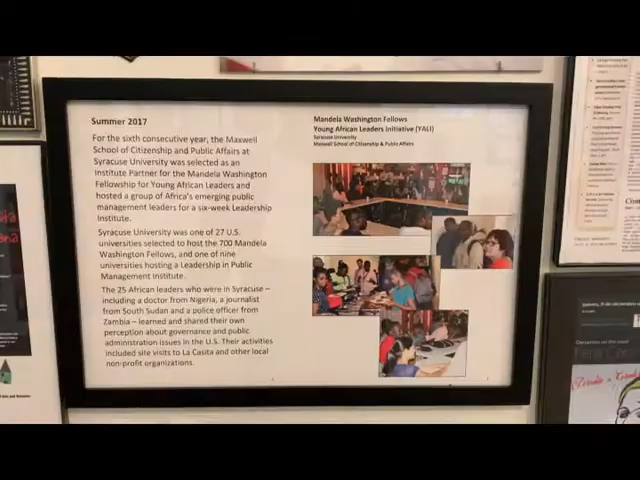 Summer 2017
For the sixth consecutive year, the Maxwell
School of Citizenship and Public Affairs at
Syracuse University was selected as an
Institute Partner for the Mandela Washington
Fellowship for Young African Leaders and
hosted a group of Africa's emerging public
management leaders for a six-week Leadership
Institute.
Syracuse University was one of 27 U.S.
universities selected to host the 700 Mandela
Washington Fellows, and one of nine
universities hosting a Leadership in Public
Management Institute.
The 25 African leaders who were in Syracuse –
including a doctor from Nigeria, a journalist
from South Sudan and a police officer from
Zambia – learned and shared their own
perception about governance and public
administration issues in the U.S. Their activities
included site visits to La Casita and other local
non-profit organizations.
Mandela Washington Fellows
Young African Leaders Initiative (YALI)
Syracuse University
Maxwell School of Citizenship & Public Affairs